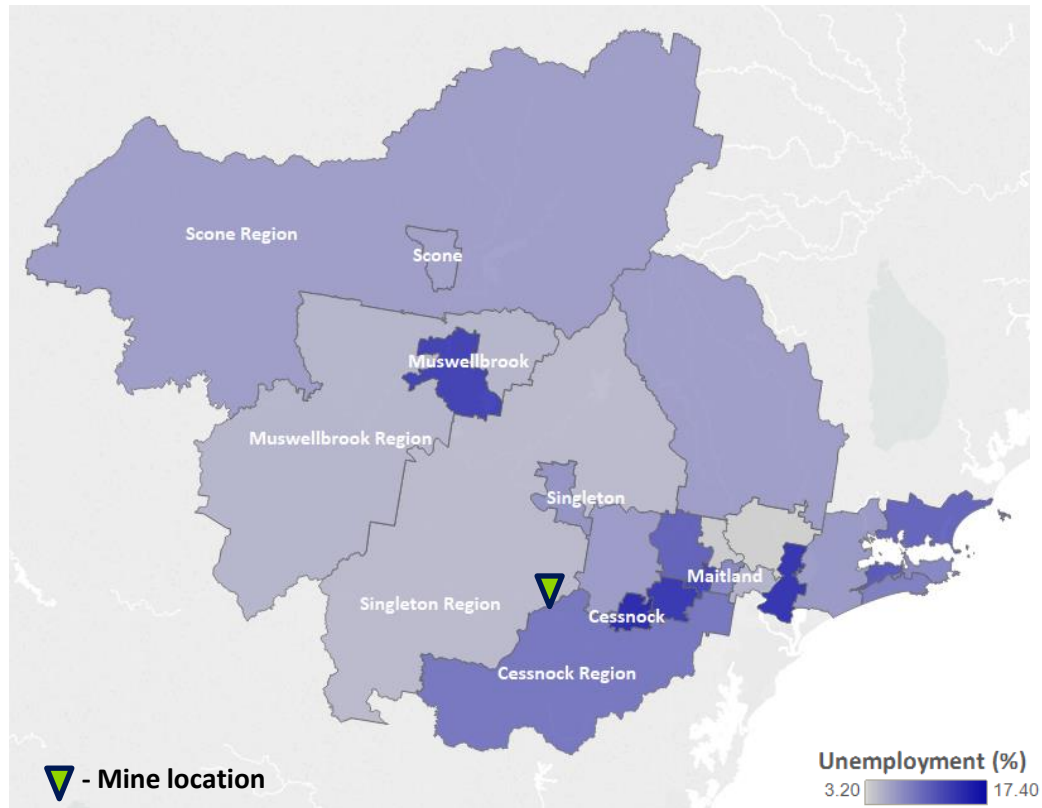 Scone Region
Scone
Muswellbrook
Muswellbrook Region
Singleton
Maitland
Singleton Region
Cessnock
Cessnock Region
- Mine location
Unemployment (%)
3.20 17.40